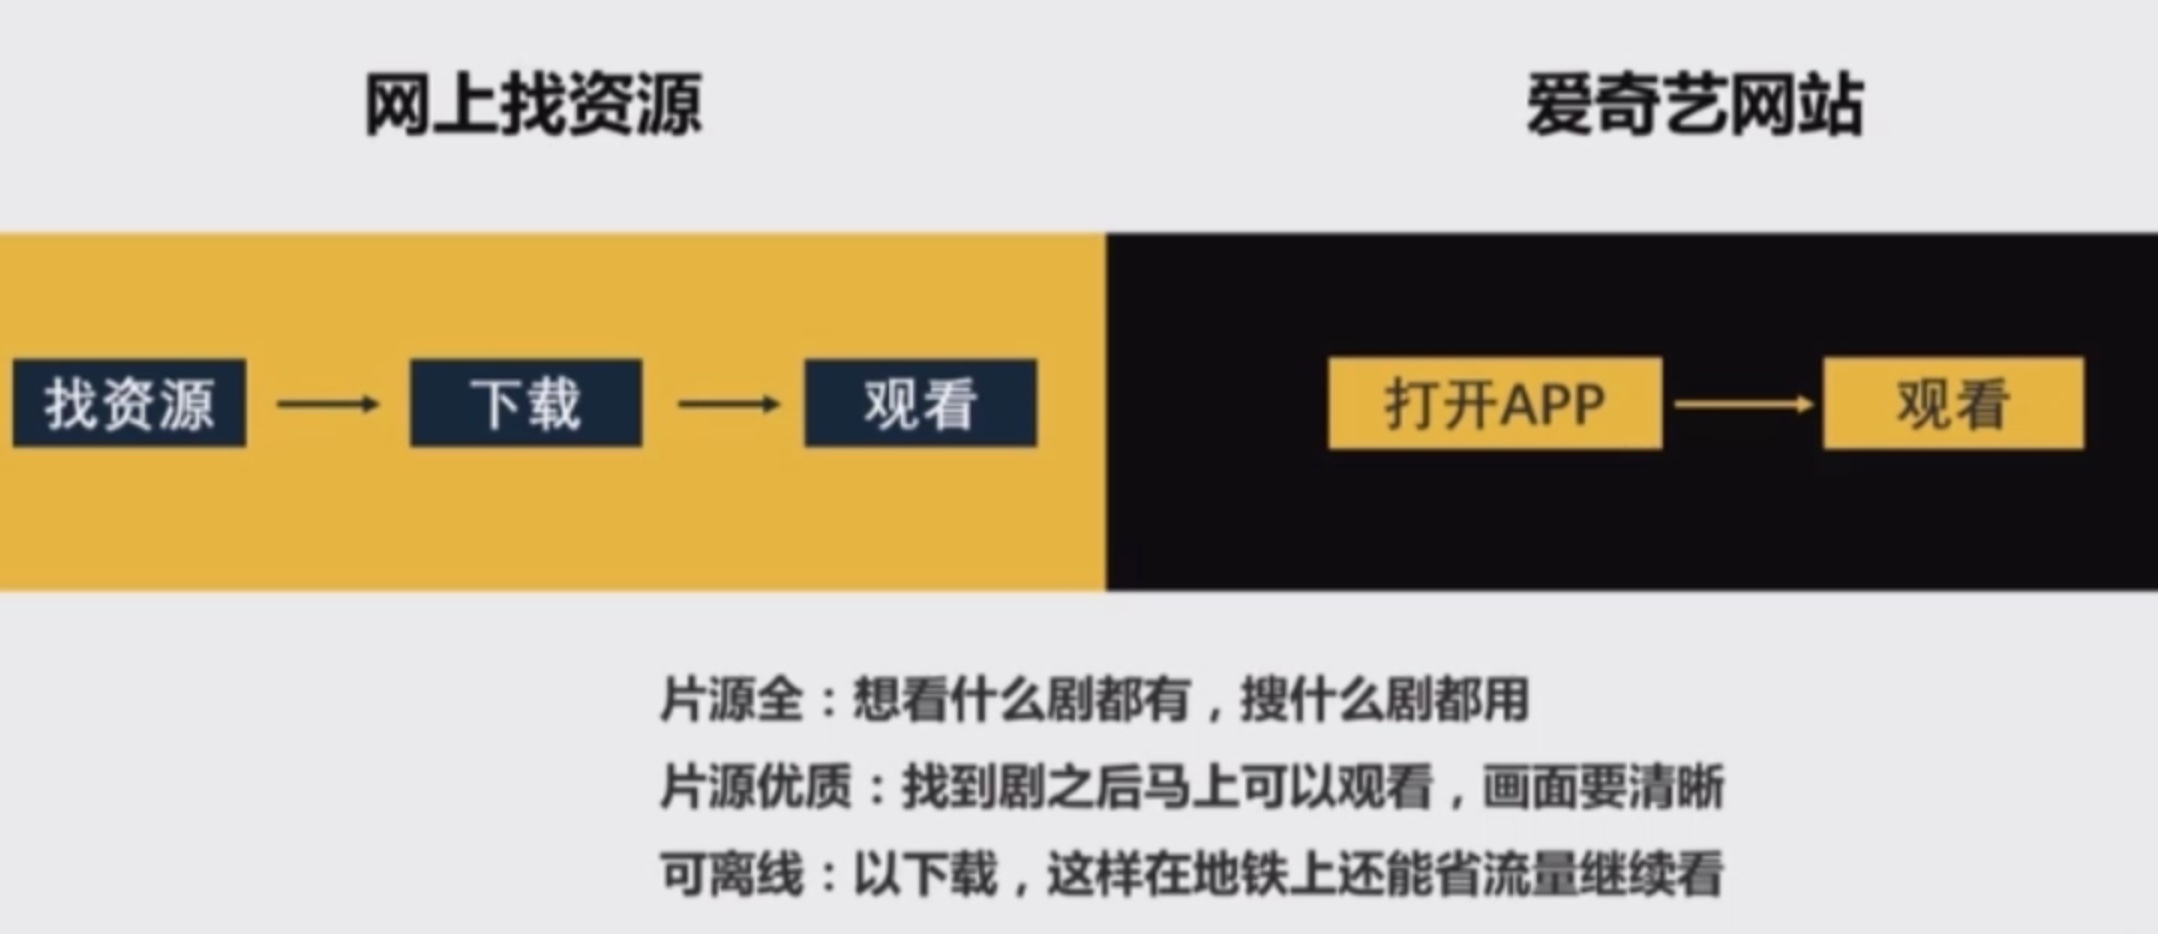 网上找资源
爱奇艺网站
找资源
下载
观看
打开APP
观看
片源全：想看什么剧都有，搜什么剧都用
片源优质：找到剧之后马上可以观看，画面要清晰
可离线：以下载，这样在地铁上还能省流量继续看